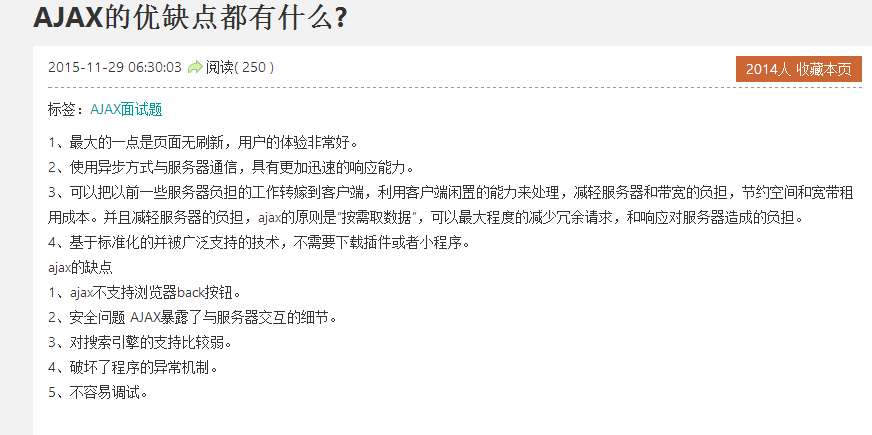 AJAX的优缺点都有什么?
2015-11-29 06:30:03 阅读( 250 )
2014人 收藏本页
标签：AJAX面试题
1、最大的一点是页面无刷新，用户的体验非常好。
2、使用异步方式与服务器通信，具有更加迅速的响应能力。
3、可以把以前一些服务器负担的工作转嫁到客户端，利用客户端闲置的能力来处理，减轻服务器和带宽的负担，节约空间和宽带租
用成本。并且减轻服务器的负担，ajax的原则是“按需取数据”，可以最大程度的减少冗余请求，和响应对服务器造成的负担。
4、基于标准化的并被广泛支持的技术，不需要下载插件或者小程序。
ajax的缺点
1、ajax不支持浏览器back按钮。
2、安全问题 AJAX暴露了与服务器交互的细节。
3、对搜索引擎的支持比较弱。
4、破坏了程序的异常机制。
5、不容易调试。